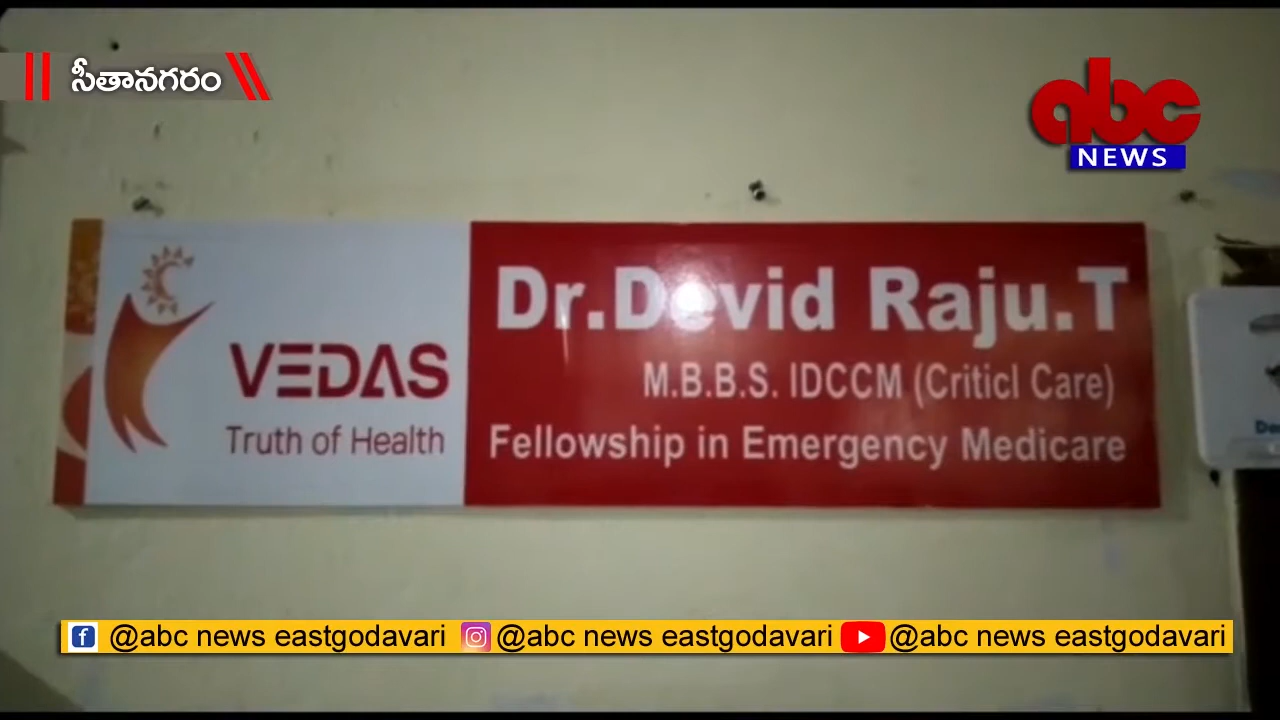 సీతానగరం
abc
NEWS
Dr.Devid Raju.T
VEDAS
M.B.B.S. IDCCM (Criticl Care)
Truth of Health
Fellowship in Emergency Medicare
@abc news eastgodavari @abc news eastgodavari @abc news eastgodavari